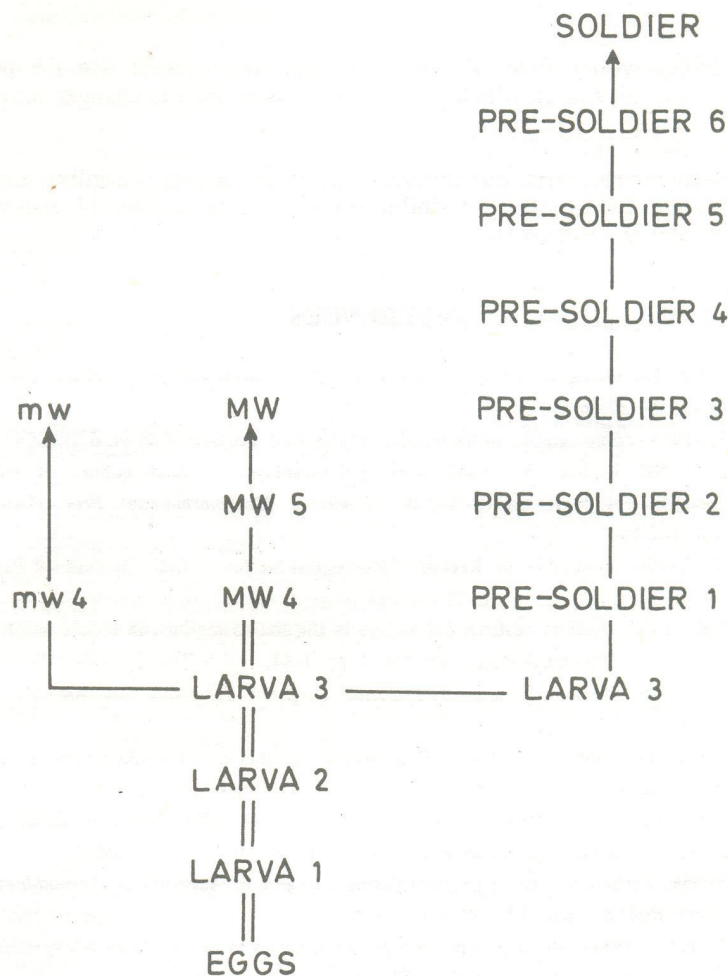 SOLDIER
PRE-SOLDIER 6
PRE-SOLDIER 5
PRE-SOLDIER 4
mw MW PRE-SOLDIER 3
MW 5 PRE-SOLDIER 2
mw 4 MW 4 PRE-SOLDIER 1
LARVA 3 LARVA 3
LARVA 2
LARVA 1
EGGS